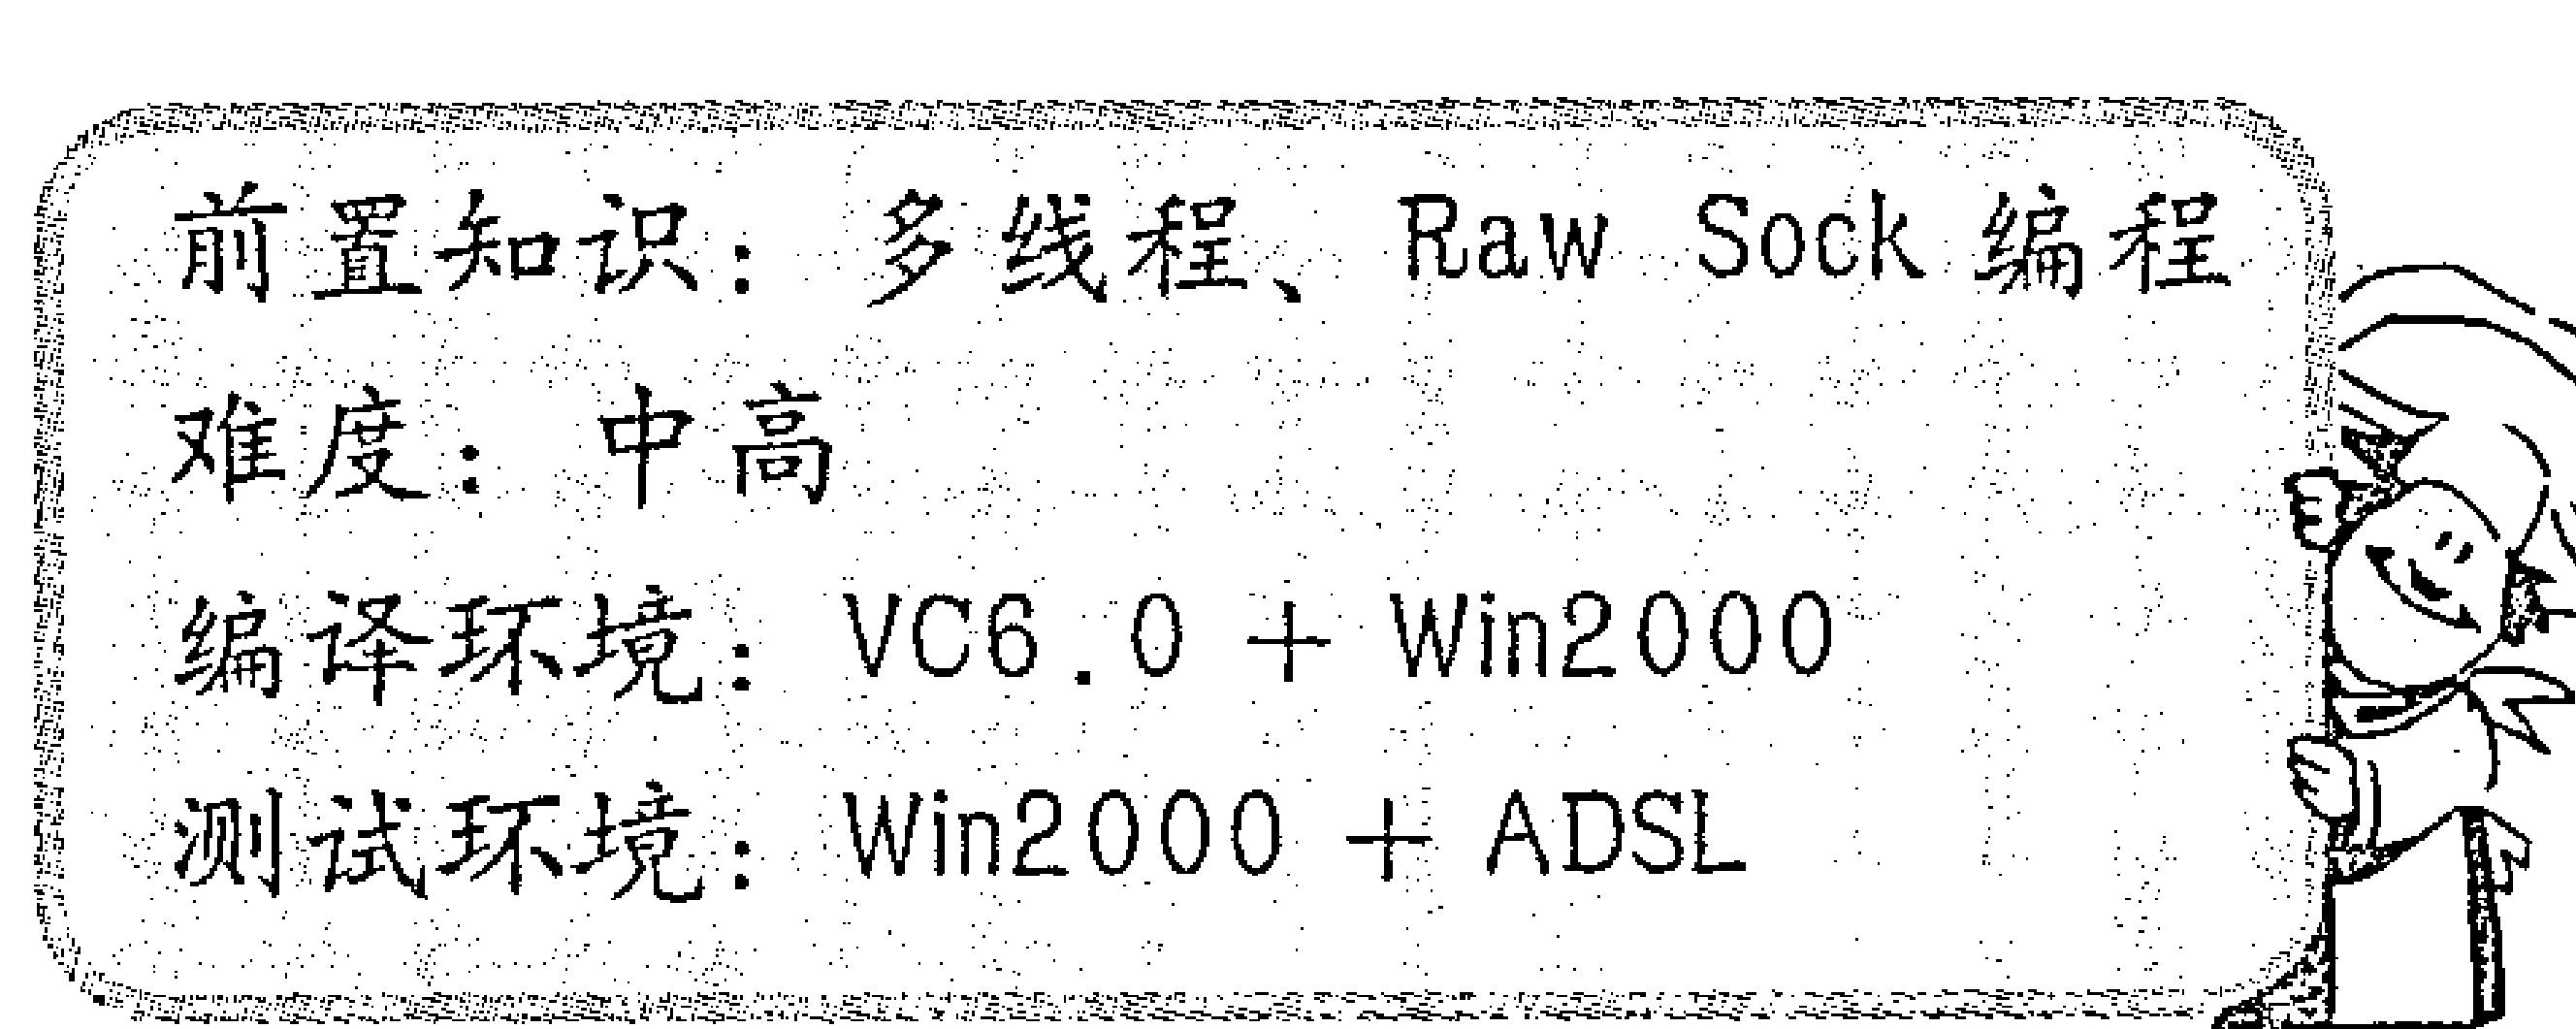 前置知识：多线程、Raw Sock 编程
难度：中高
编译环境：VC6.0 + Win2000
测试环境：Win2000 + ADSL